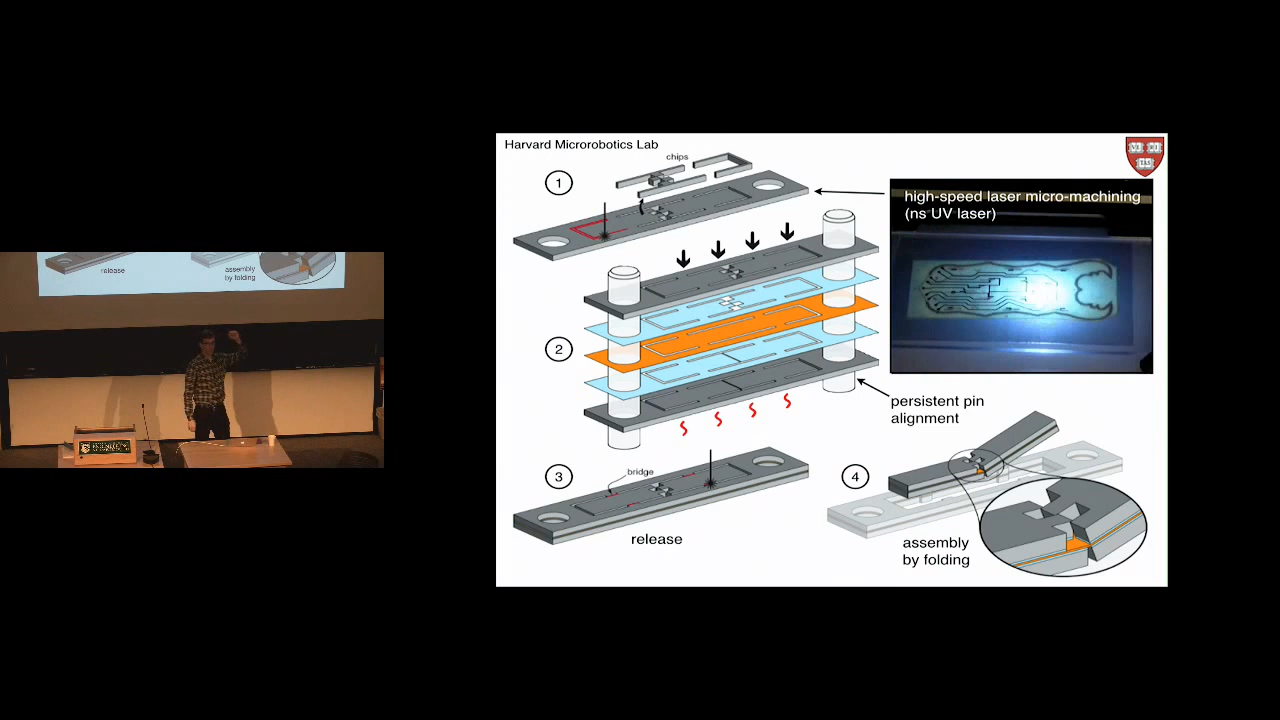 Harvard Microrobotics Lab
chips
1
high-speed laser micro-machining
(ns UV laser)
2
persistent pin
alignment
3
bridge
release
4
assembly
by folding
release
assembly
by folding